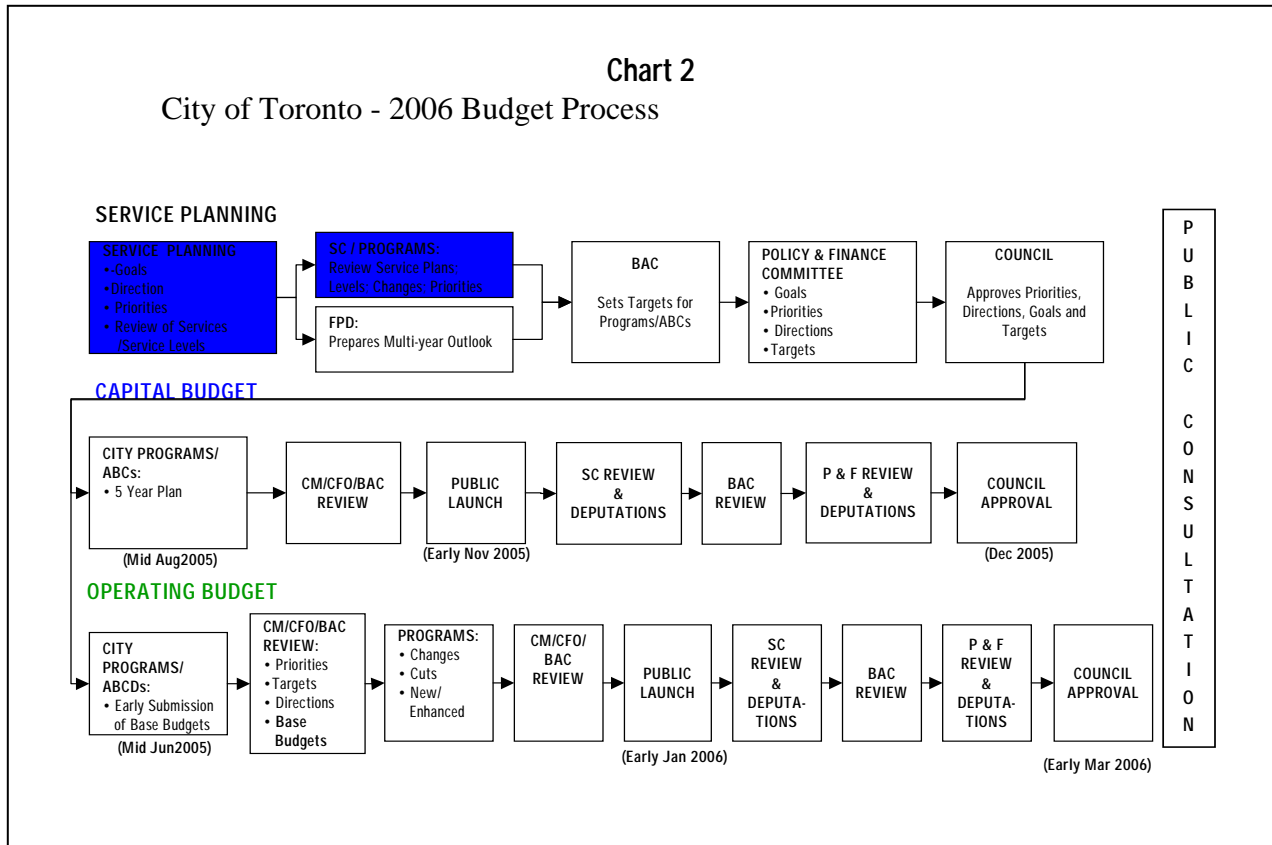 Chart 2
City of Toronto - 2006 Budget Process
SERVICE PLANNING
SERVICE PLANNING
•-Goals
•Direction
• Priorities
• Review of Services
/Service Levels
SC / PROGRAMS:
Review Service Plans;
Levels; Changes; Priorities
FPD:
Prepares Multi-year Outlook
BAC
Sets Targets for
Programs/ABCs
POLICY & FINANCE
COMMITTEE
• Goals
•Priorities
• Directions
•Targets
COUNCIL
Approves Priorities,
Directions, Goals and
Targets
CAPITAL BUDGET
CITY PROGRAMS/
ABCs:
• 5 Year Plan
(Mid Aug2005)
CM/CFO/BAC
REVIEW
PUBLIC
LAUNCH
(Early Nov 2005)
SC REVIEW
&
DEPUTATIONS
BAC
REVIEW
P & F REVIEW
&
DEPUTATIONS
COUNCIL
APPROVAL
(Dec 2005)
OPERATING BUDGET
CITY
PROGRAMS/
ABCDs:
• Early Submission
of Base Budgets
(Mid Jun2005)
CM/CFO/BAC
REVIEW:
• Priorities
•Targets
• Directions
• Base
Budgets
PROGRAMS:
• Changes
• Cuts
• New/
Enhanced
CM/CFO/
BAC
REVIEW
PUBLIC
LAUNCH
(Early Jan 2006)
SC
REVIEW
&
DEPUTA-
TIONS
BAC
REVIEW
P & F
REVIEW
&
DEPUTA-
TIONS
COUNCIL
APPROVAL
(Early Mar 2006)
P
U
B
L
I
C
C
O
N
S
U
L
T
A
T
I
O
N